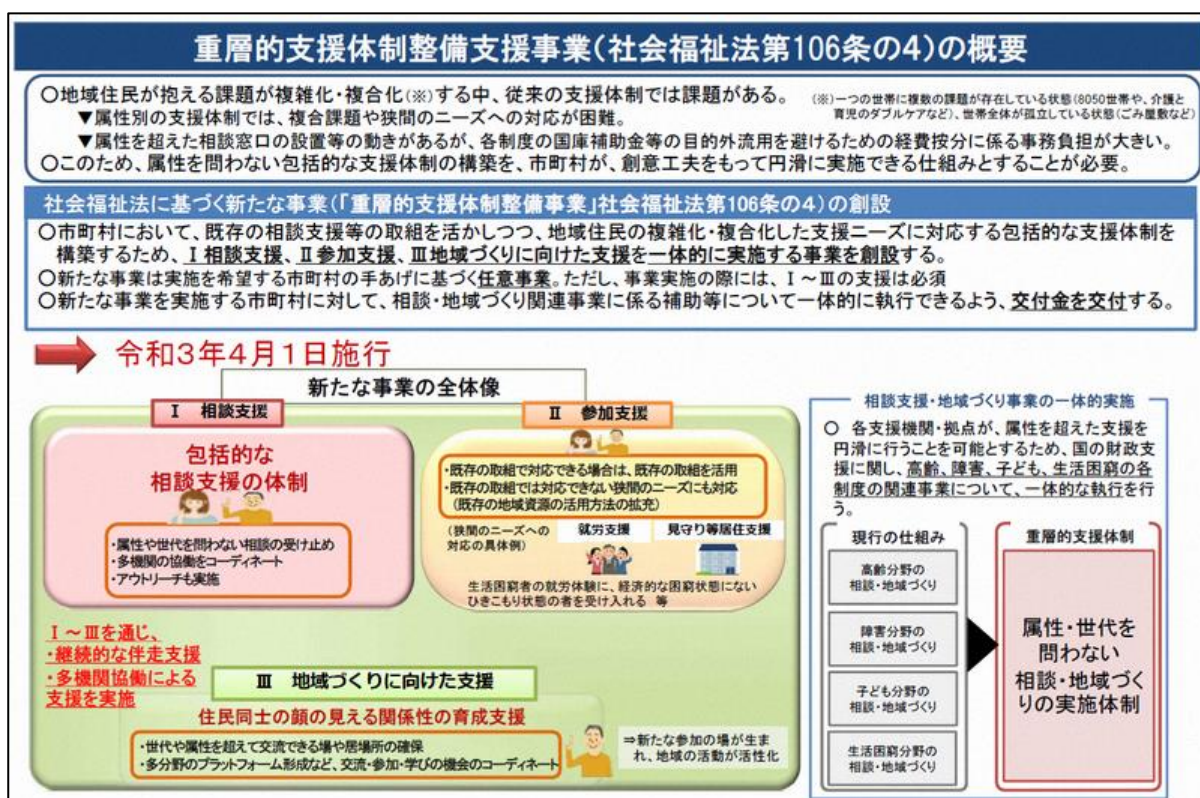 重層的支援体制整備支援事業(社会福祉法第106条の4)の概要
○地域住民が抱える課題が複雑化・複合化(※)する中、従来の支援体制では課題がある。
(※)一つの世帯に複数の課題が存在している状態(8050世帯や、介護と
育児のダブルケアなど)、世帯全体が孤立している状態(ごみ屋敷など)
▼属性別の支援体制では、複合課題や狭間のニーズへの対応が困難。
▼属性を超えた相談窓口の設置等の動きがあるが、各制度の国庫補助金等の目的外流用を避けるための経費按分に係る事務負担が大きい。
○このため、属性を問わない包括的な支援体制の構築を、市町村が、創意工夫をもって円滑に実施できる仕組みとすることが必要。
社会福祉法に基づく新たな事業(「重層的支援体制整備事業」社会福祉法第106条の4)の創設
○市町村において、既存の相談支援等の取組を活かしつつ、地域住民の複雑化・複合化した支援ニーズに対応する包括的な支援体制を
構築するため、Ⅰ相談支援、Ⅱ参加支援、Ⅲ地域づくりに向けた支援を一体的に実施する事業を創設する。
○新たな事業は実施を希望する市町村の手あげに基づく任意事業。ただし、事業実施の際には、Ⅰ~Ⅲの支援は必須
○新たな事業を実施する市町村に対して、相談・地域づくり関連事業に係る補助等について一体的に執行できるよう、交付金を交付する。
令和3年4月1日施行
新たな事業の全体像
Ⅰ 相談支援
包括的な
相談支援の体制
・属性や世代を問わない相談の受け止め
・多機関の協働をコーディネート
・アウトリーチも実施
Ⅱ 参加支援
・既存の取組で対応できる場合は、既存の取組を活用
・既存の取組では対応できない狭間のニーズにも対応
(既存の地域資源の活用方法の拡充)
(狭間のニーズへの
対応の具体例)
就労支援
見守り等居住支援
生活困窮者の就労体験に、経済的な困窮状態にない
ひきこもり状態の者を受け入れる 等
Ⅰ~Ⅲを通じ、
・継続的な伴走支援
・多機関協働による
支援を実施
Ⅲ 地域づくりに向けた支援
住民同士の顔の見える関係性の育成支援
・世代や属性を超えて交流できる場や居場所の確保
・多分野のプラットフォーム形成など、交流・参加・学びの機会のコーディネート
⇒新たな参加の場が生ま
れ、地域の活動が活性化
相談支援・地域づくり事業の一体的実施
○ 各支援機関・拠点が、属性を超えた支援を
円滑に行うことを可能とするため、国の財政支
援に関し、高齢、障害、子ども、生活困窮の各
制度の関連事業について、一体的な執行を行
う。
現行の仕組み
高齢分野の
相談・地域づくり
障害分野の
相談・地域づくり
子ども分野の
相談・地域づくり
生活困窮分野の
相談・地域づくり
重層的支援体制
属性・世代を
問わない
相談・地域づく
りの実施体制